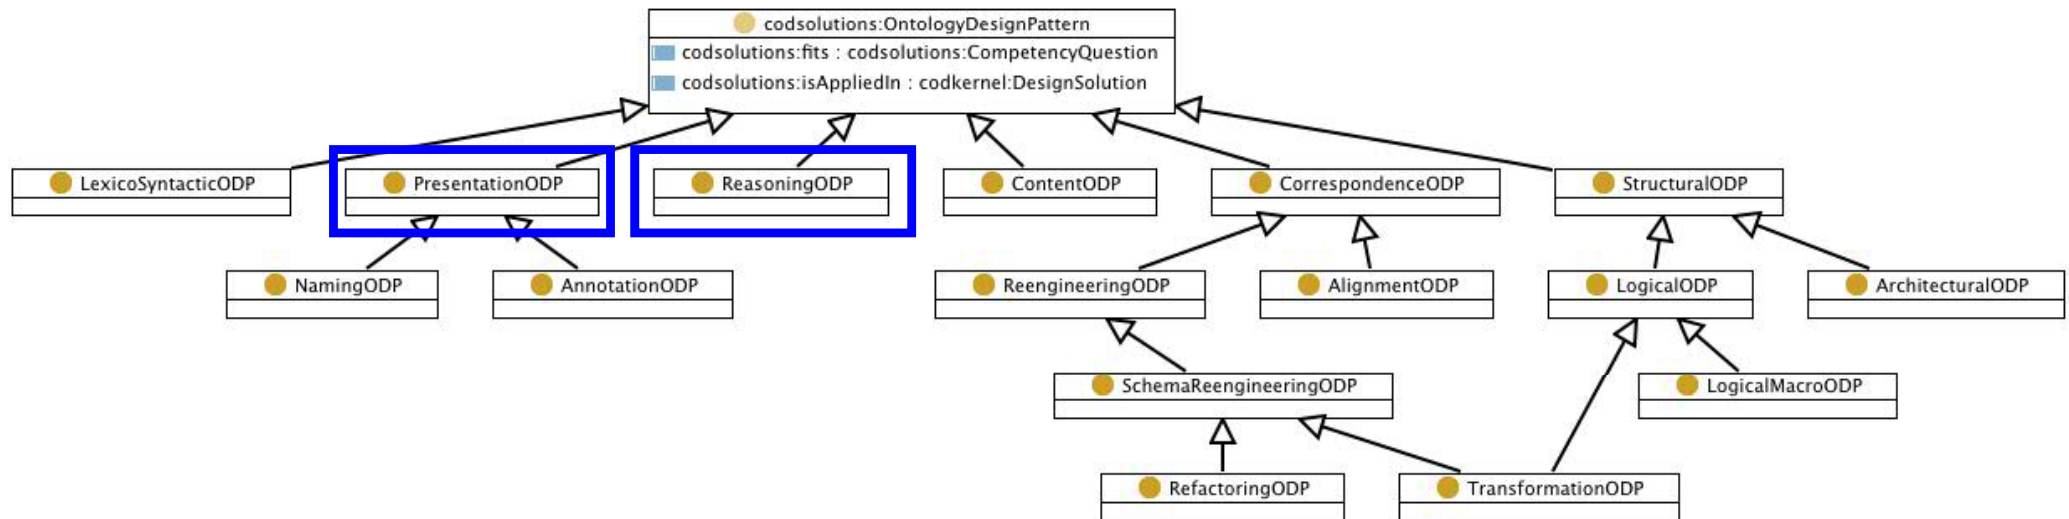 codsolutions:OntologyDesignPattern
codsolutions:fits : codsolutions:CompetencyQuestion
codsolutions:isAppliedIn : codkernel:DesignSolution
LexicoSyntacticODP
PresentationODP
ReasoningODP
ContentODP
CorrespondenceODP
StructuralODP
NamingODP
AnnotationODP
ReengineeringODP
AlignmentODP
LogicalODP
ArchitecturalODP
SchemaReengineeringODP
LogicalMacroODP
RefactoringODP
TransformationODP